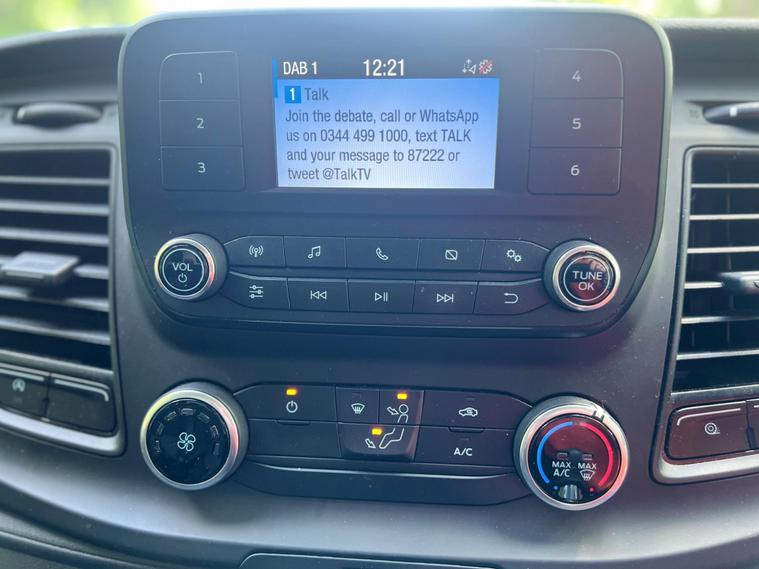 DAB 1 12:21
1 Talk
Join the debate, call or WhatsApp
us on 0344 499 1000, text TALK
and your message to 87222 or
tweet @TalkTV
1
2
3
4
5
6
VOL
TUNE
OK
A/C
MAX MAX
A/C